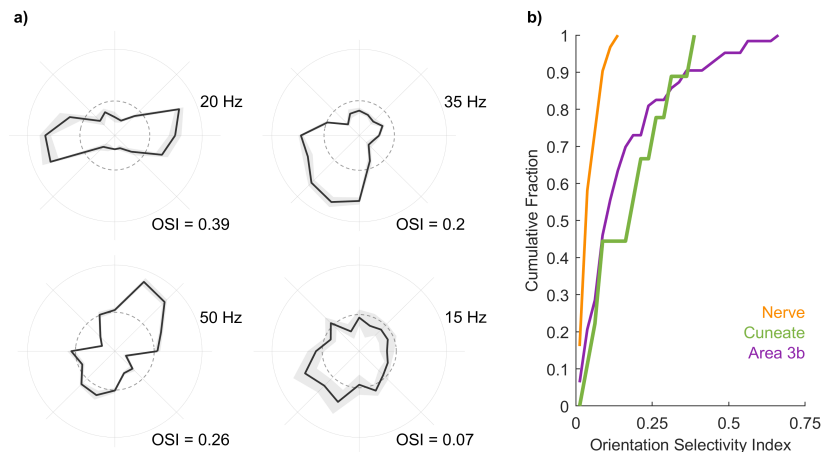 a)
20 Hz
OSI = 0.39
35 Hz
OSI = 0.2
50 Hz
OSI = 0.26
15 Hz
OSI = 0.07
b)
Cumulative Fraction
1
0.9
0.8
0.7
0.6
0.5
0.4
0.3
0.2
0.1
0
Nerve
Cuneate
Area 3b
0
0.25
0.5
0.75
Orientation Selectivity Index